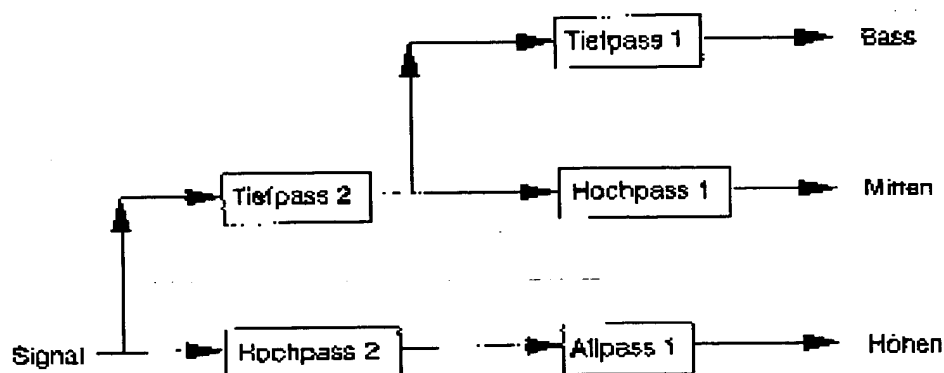 Tiefpass 1
Bass
Tiefpass 2
Hochpass 1
Mitten
Signal
Hochpass 2
Allpass 1
Höhen